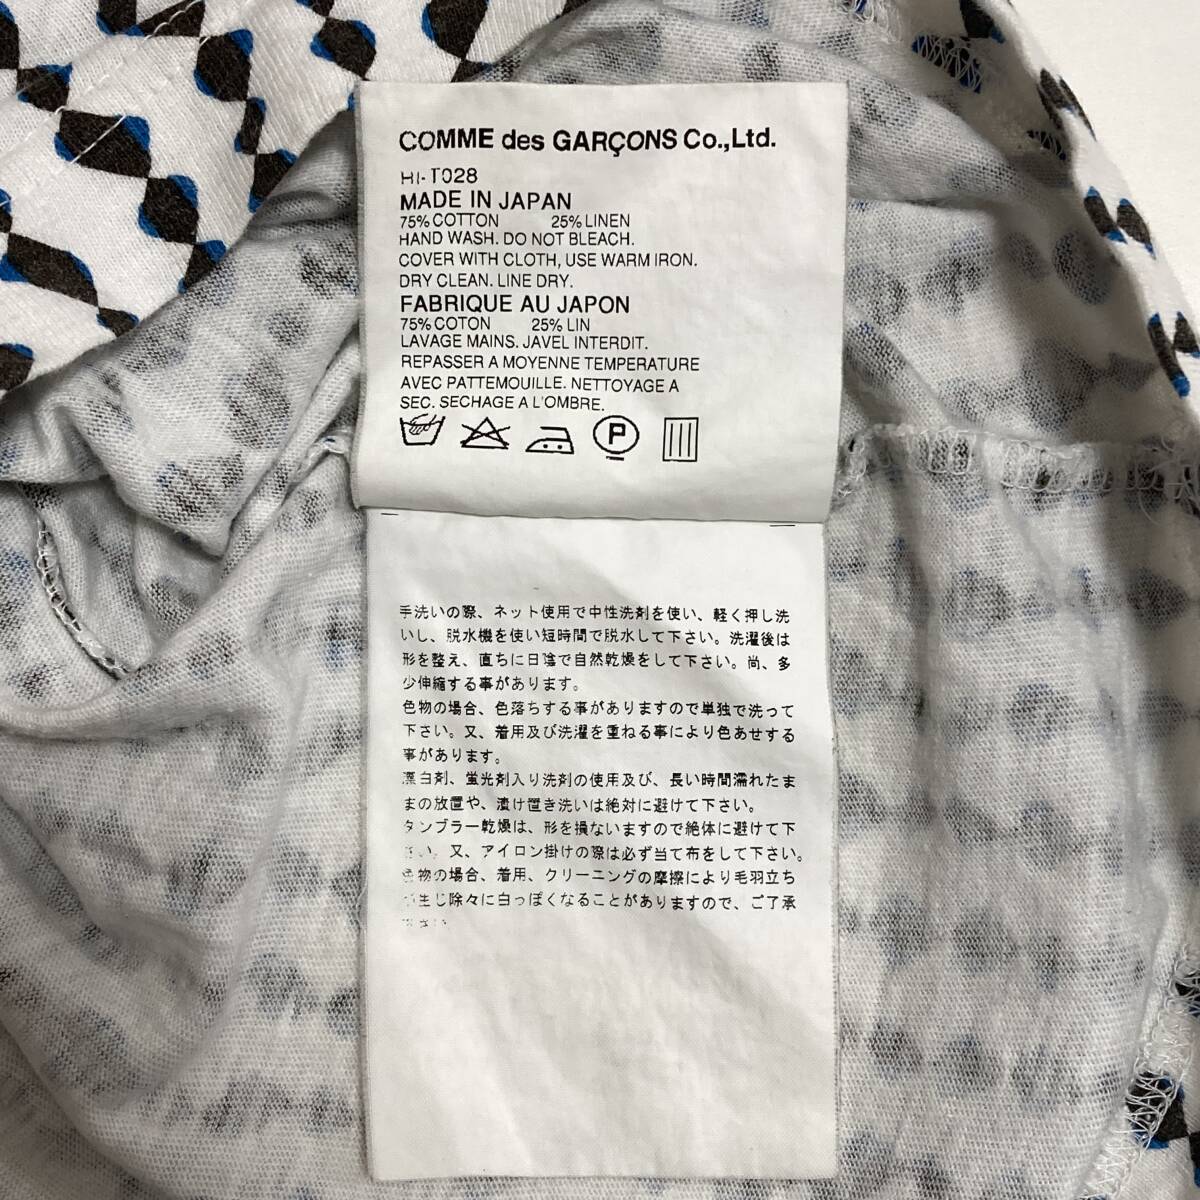 COMME des GARÇONS Co.,Ltd.
HI-T028
MADE IN JAPAN
75% COTTON 25% LINEN
HAND WASH. DO NOT BLEACH.
COVER WITH CLOTH, USE WARM IRON.
DRY CLEAN. LINE DRY.
FABRIQUE AU JAPON
75% COTON 25% LIN
LAVAGE MAINS. JAVEL INTERDIT.
REPASSER A MOYENNE TEMPERATURE
AVEC PATTEMOUILLE. NETTOYAGE A
SEC. SECHAGE A L'OMBRE.
P
手洗いの際、ネット使用で中性洗剤を使い、軽く押し洗
いし、脱水機を使い短時間で脱水して下さい。洗濯後は
形を整え、直ちに日陰で自然乾燥をして下さい。尚、多
少伸縮する事があります。
色物の場合、色落ちする事がありますので単独で洗って
下さい。又、着用及び洗濯を重ねる事により色あせする
事があります。
漂白剤、蛍光剤入り洗剤の使用及び、長い時間濡れたま
まの放置や、漬け置き洗いは絶対に避けて下さい。
タンブラー乾燥は、形を損ないますので絶体に避けて下
さい。又、アイロン掛けの際は必ず当て布をして下さい。
色物の場合、着用、クリーニングの摩擦により毛羽立ち
が生じ除々に白っぽくなることがありますので、ご了承
下さい。